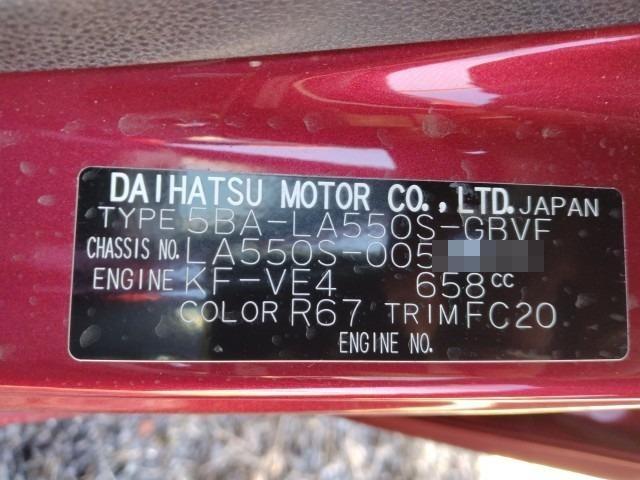 DAIHATSU MOTOR CO., LTD. JAPAN
TYPE 5BA-LA550S-GBVF
CHASSIS NO. LA550S-005
ENGINE KF-VE4 658cc
COLOR R67 TRIM FC20
ENGINE NO.